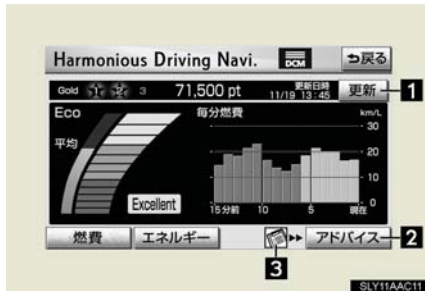 Harmonious Driving Navi. DCM 戻る
Gold 1 2 3 71,500 pt 更新日時 11/19 13:45 更新 1
Eco 毎分燃費 km/L
平均 30
20
10
Excellent 0
15分前 10 5 現在
燃費 エネルギー アドバイス 2
3
SLY11AAC11